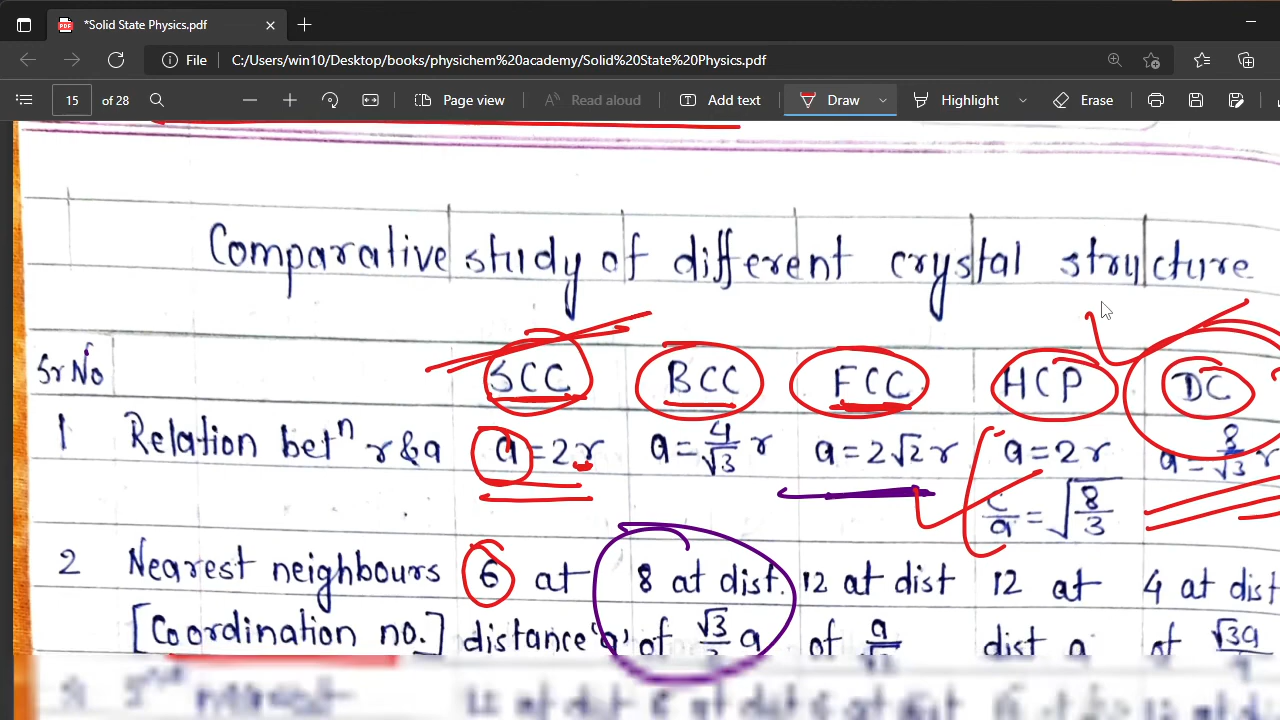 *Solid State Physics.pdf
File C:/Users/win10/Desktop/books/physichem%20academy/Solid%20State%20Physics.pdf
15 of 28 Page view Read aloud Add text Draw Highlight Erase
Comparative study of different crystal structure
Sr No SCC BCC FCC HCP DC
1 Relation betⁿ r & a a = 2r a = 4/√3 r a = 2√2 r a = 2r a = 8/√3 r
c/a = √8/3
2 Nearest neighbours 6 at 8 at dist. 12 at dist 12 at 4 at dist
[Coordination no.] distance 'a' of √3/ a of a/ dist a of √3a/